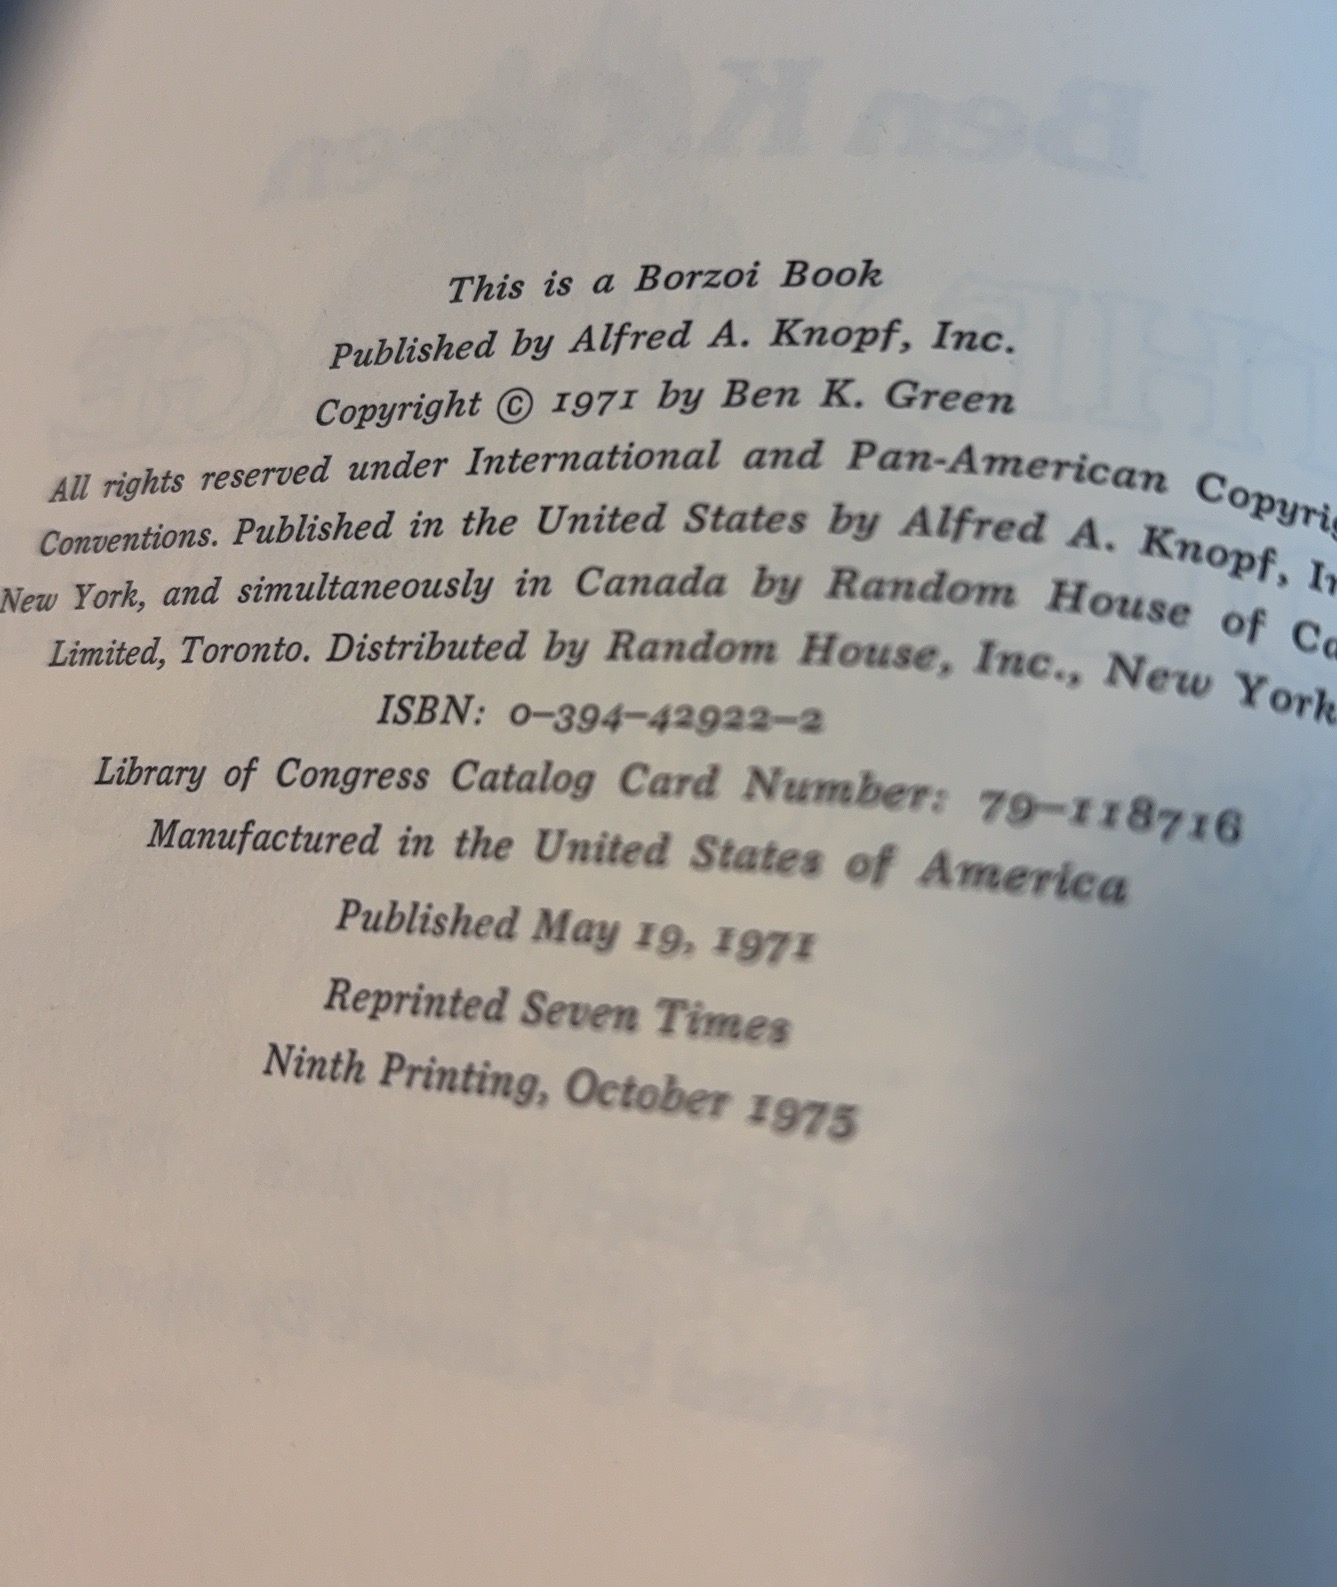 This is a Borzoi Book
Published by Alfred A. Knopf, Inc.
Copyright © 1971 by Ben K. Green
All rights reserved under International and Pan-American Copyrig
Conventions. Published in the United States by Alfred A. Knopf, In
New York, and simultaneously in Canada by Random House of Ca
Limited, Toronto. Distributed by Random House, Inc., New York
ISBN: 0–394–42922–2
Library of Congress Catalog Card Number: 79–118716
Manufactured in the United States of America
Published May 19, 1971
Reprinted Seven Times
Ninth Printing, October 1975